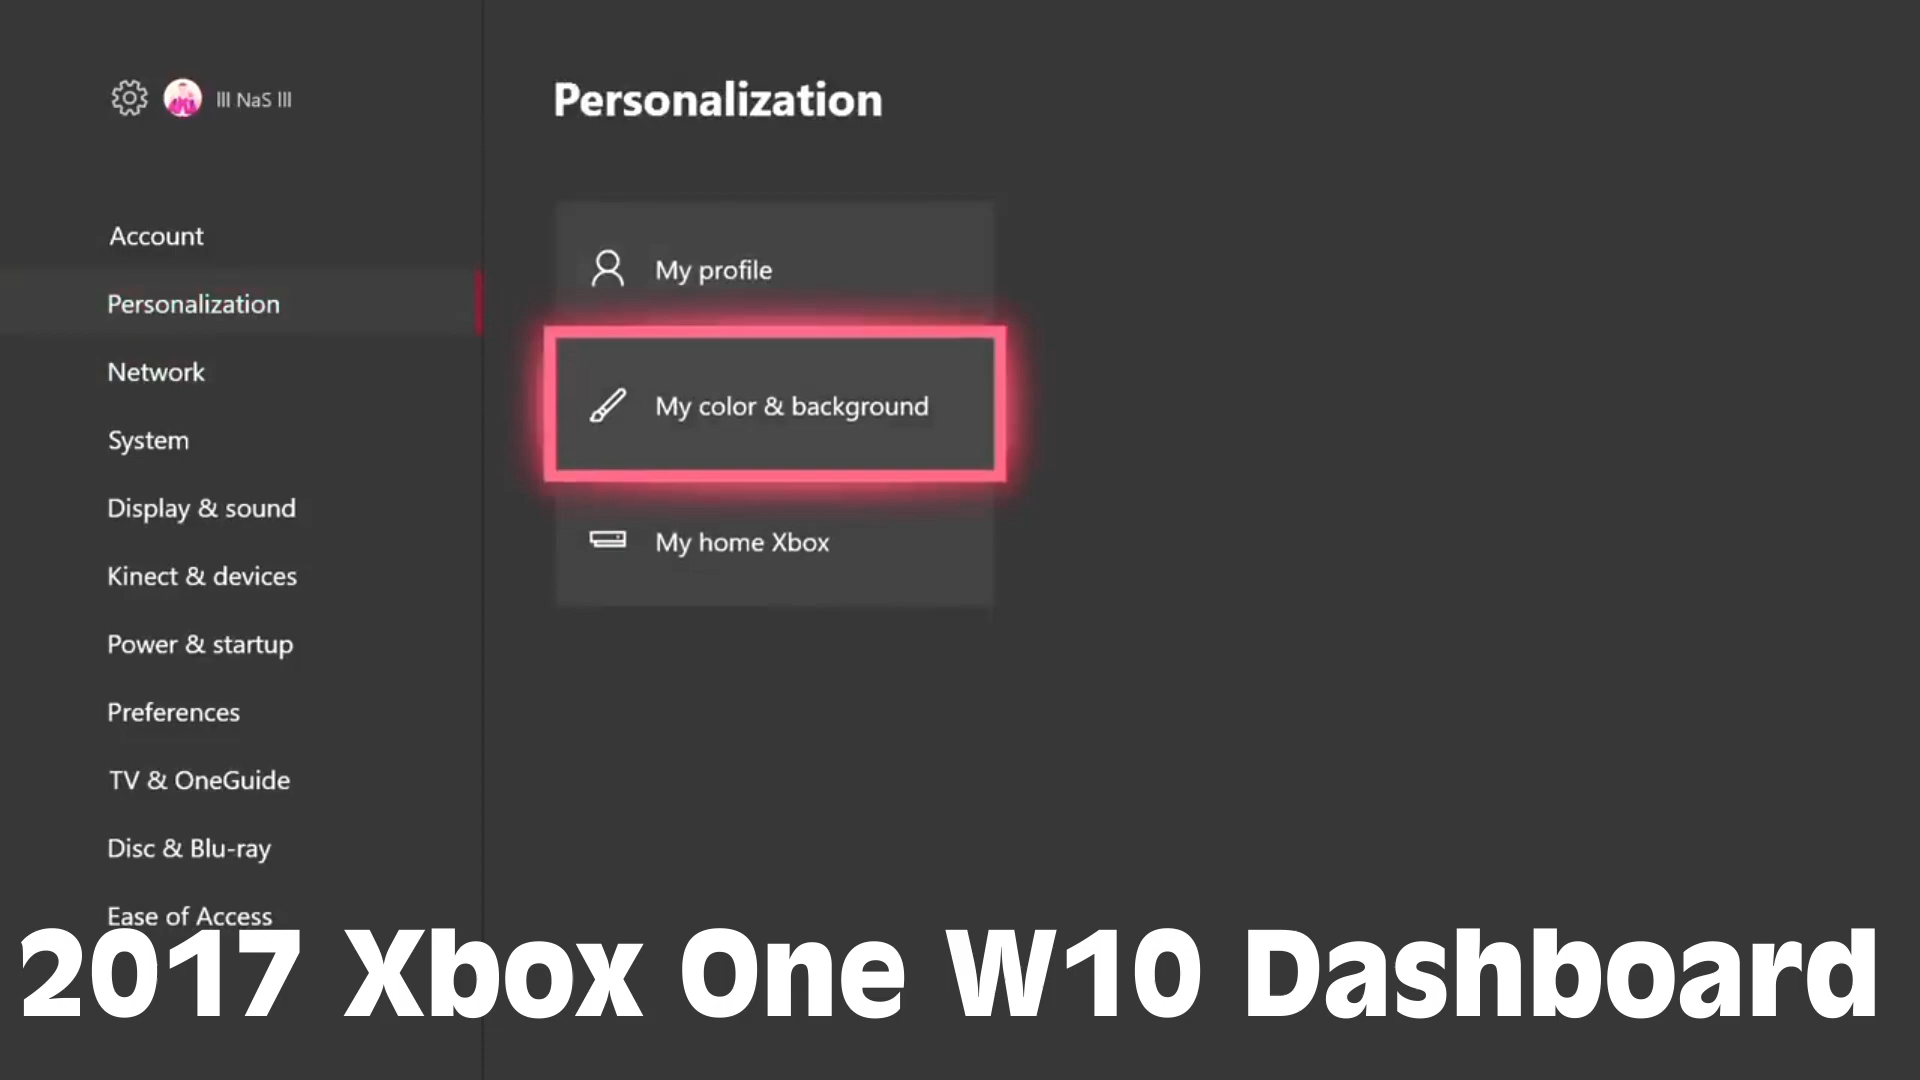 lll NaS lll
Personalization
Account
Personalization
Network
System
Display & sound
Kinect & devices
Power & startup
Preferences
TV & OneGuide
Disc & Blu-ray
Ease of Access
My profile
My color & background
My home Xbox
2017 Xbox One W10 Dashboard